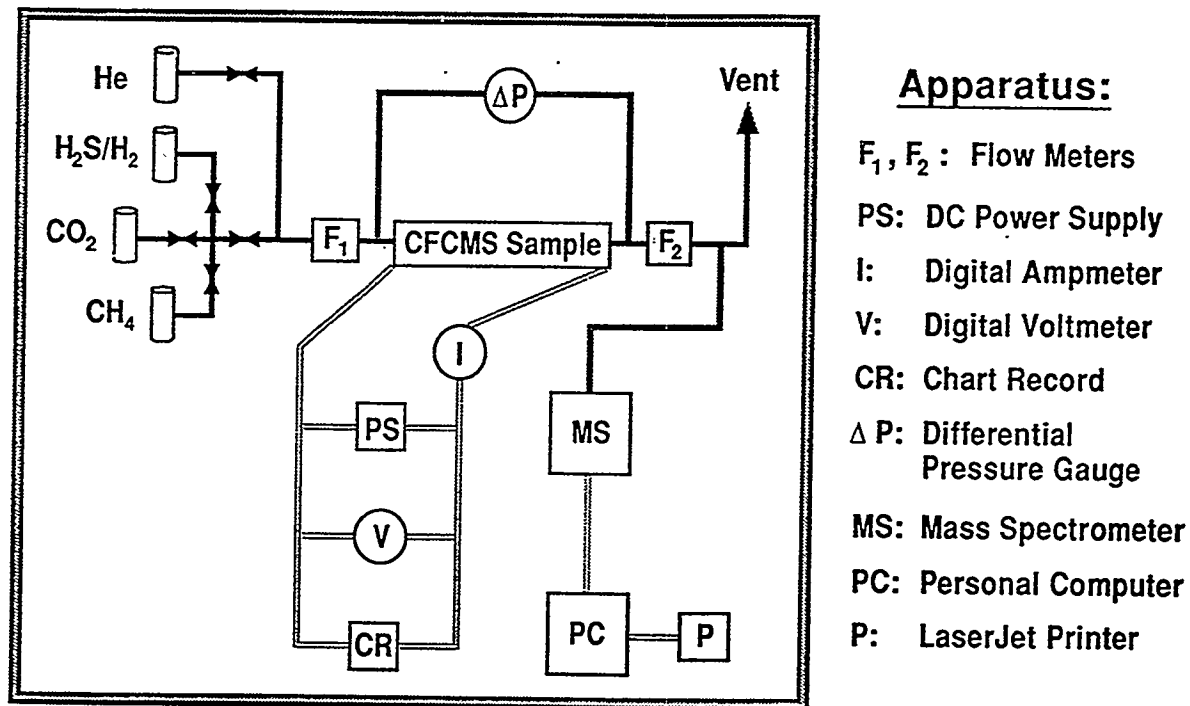 He
H₂S/H₂
CO₂
CH₄
ΔP
Vent
F₁
CFCMS Sample
F₂
I
PS
V
CR
MS
PC
P
Apparatus:
F₁, F₂ : Flow Meters
PS: DC Power Supply
I: Digital Ampmeter
V: Digital Voltmeter
CR: Chart Record
Δ P: Differential
Pressure Gauge
MS: Mass Spectrometer
PC: Personal Computer
P: LaserJet Printer